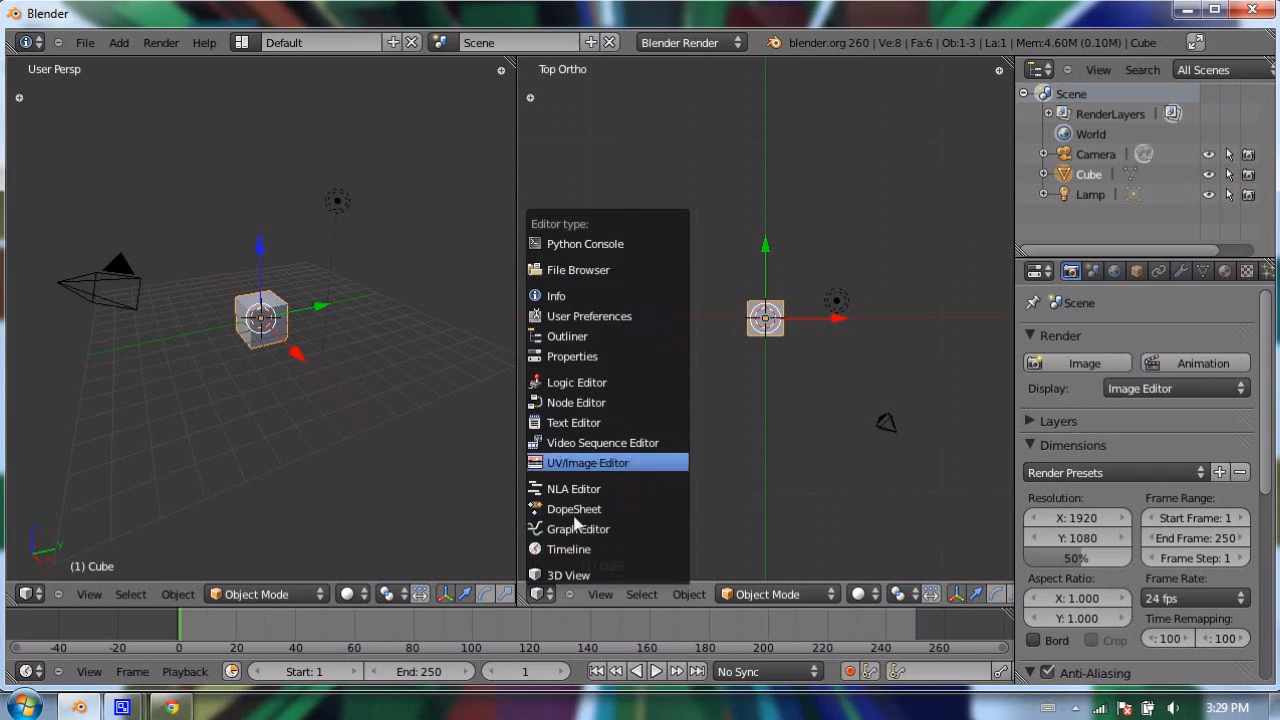 Blender
File Add Render Help Default Scene Blender Render blender.org 260 | Ve:8 | Fa:6 | Ob:1-3 | La:1 | Mem:4.60M (0.10M) | Cube
User Persp
Top Ortho
View Search All Scenes
Scene
RenderLayers
World
Camera
Cube
Lamp
Editor type:
Python Console
File Browser
Info
User Preferences
Outliner
Properties
Logic Editor
Node Editor
Text Editor
Video Sequence Editor
UV/Image Editor
NLA Editor
DopeSheet
Graph Editor
Timeline
3D View
Scene
Render
Image Animation
Display: Image Editor
Layers
Dimensions
Render Presets
Resolution: Frame Range:
X: 1920 Start Frame: 1
Y: 1080 End Frame: 250
50% Frame Step: 1
Aspect Ratio: Frame Rate:
X: 1.000 24 fps
Y: 1.000 Time Remapping:
Bord Crop : 100 : 100
Anti-Aliasing
(1) Cube
View Select Object Object Mode
View Select Object Object Mode
-40 -20 0 20 40 60 80 100 120 140 160 180 200 220 240 260
View Frame Playback Start: 1 End: 250 1 No Sync
3:29 PM